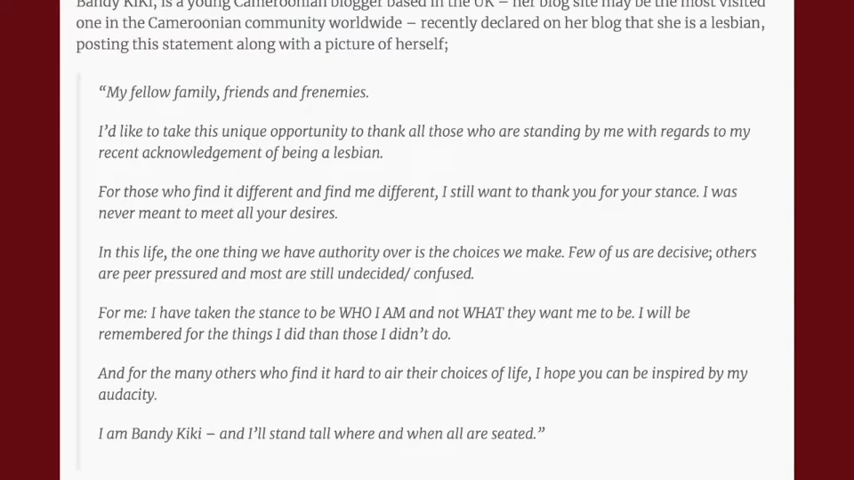 Bandy Kiki, is a young Cameroonian blogger based in the UK – her blog site may be the most visited
one in the Cameroonian community worldwide – recently declared on her blog that she is a lesbian,
posting this statement along with a picture of herself;
“My fellow family, friends and frenemies.
I’d like to take this unique opportunity to thank all those who are standing by me with regards to my
recent acknowledgement of being a lesbian.
For those who find it different and find me different, I still want to thank you for your stance. I was
never meant to meet all your desires.
In this life, the one thing we have authority over is the choices we make. Few of us are decisive; others
are peer pressured and most are still undecided/ confused.
For me: I have taken the stance to be WHO I AM and not WHAT they want me to be. I will be
remembered for the things I did than those I didn’t do.
And for the many others who find it hard to air their choices of life, I hope you can be inspired by my
audacity.
I am Bandy Kiki – and I’ll stand tall where and when all are seated.”